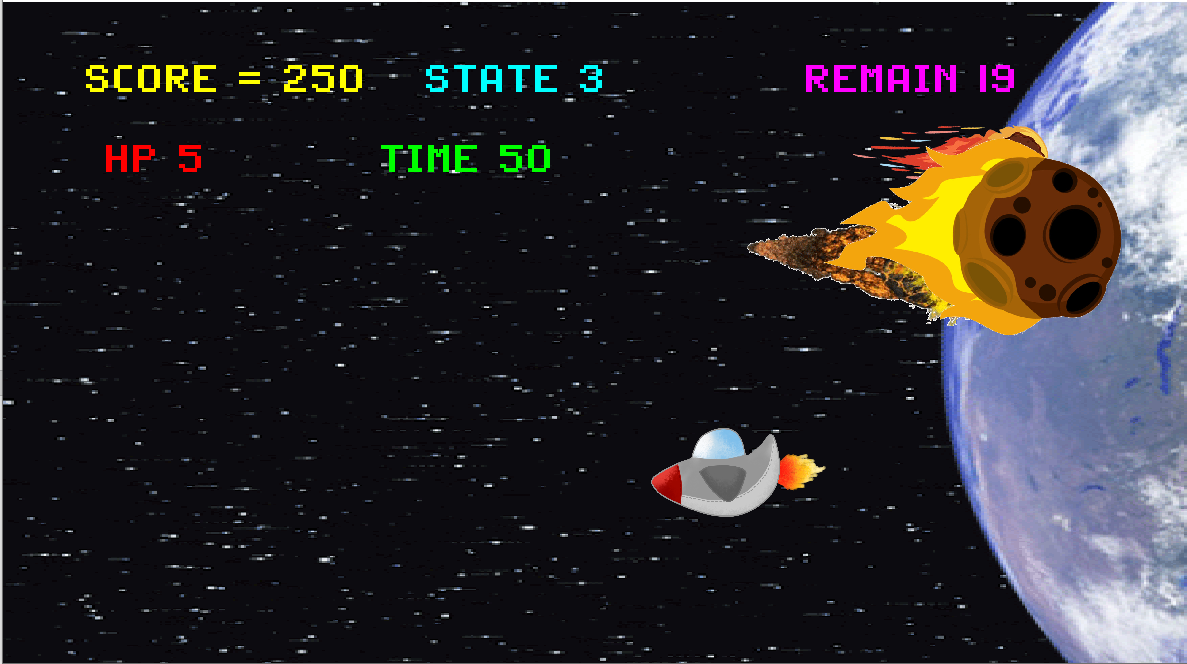 SCORE = 250 STATE 3 REMAIN 19
HP 5 TIME 50